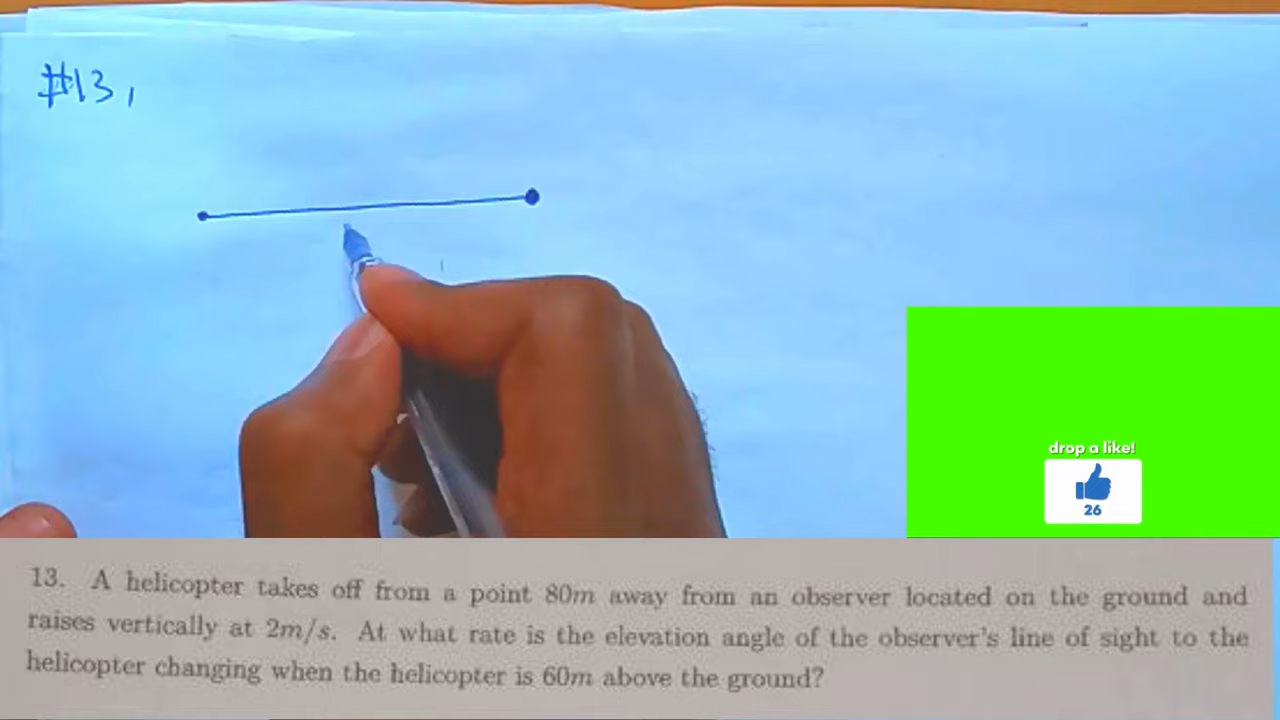 #13,
drop a like!
26
13. A helicopter takes off from a point 80m away from an observer located on the ground and
raises vertically at 2m/s. At what rate is the elevation angle of the observer's line of sight to the
helicopter changing when the helicopter is 60m above the ground?